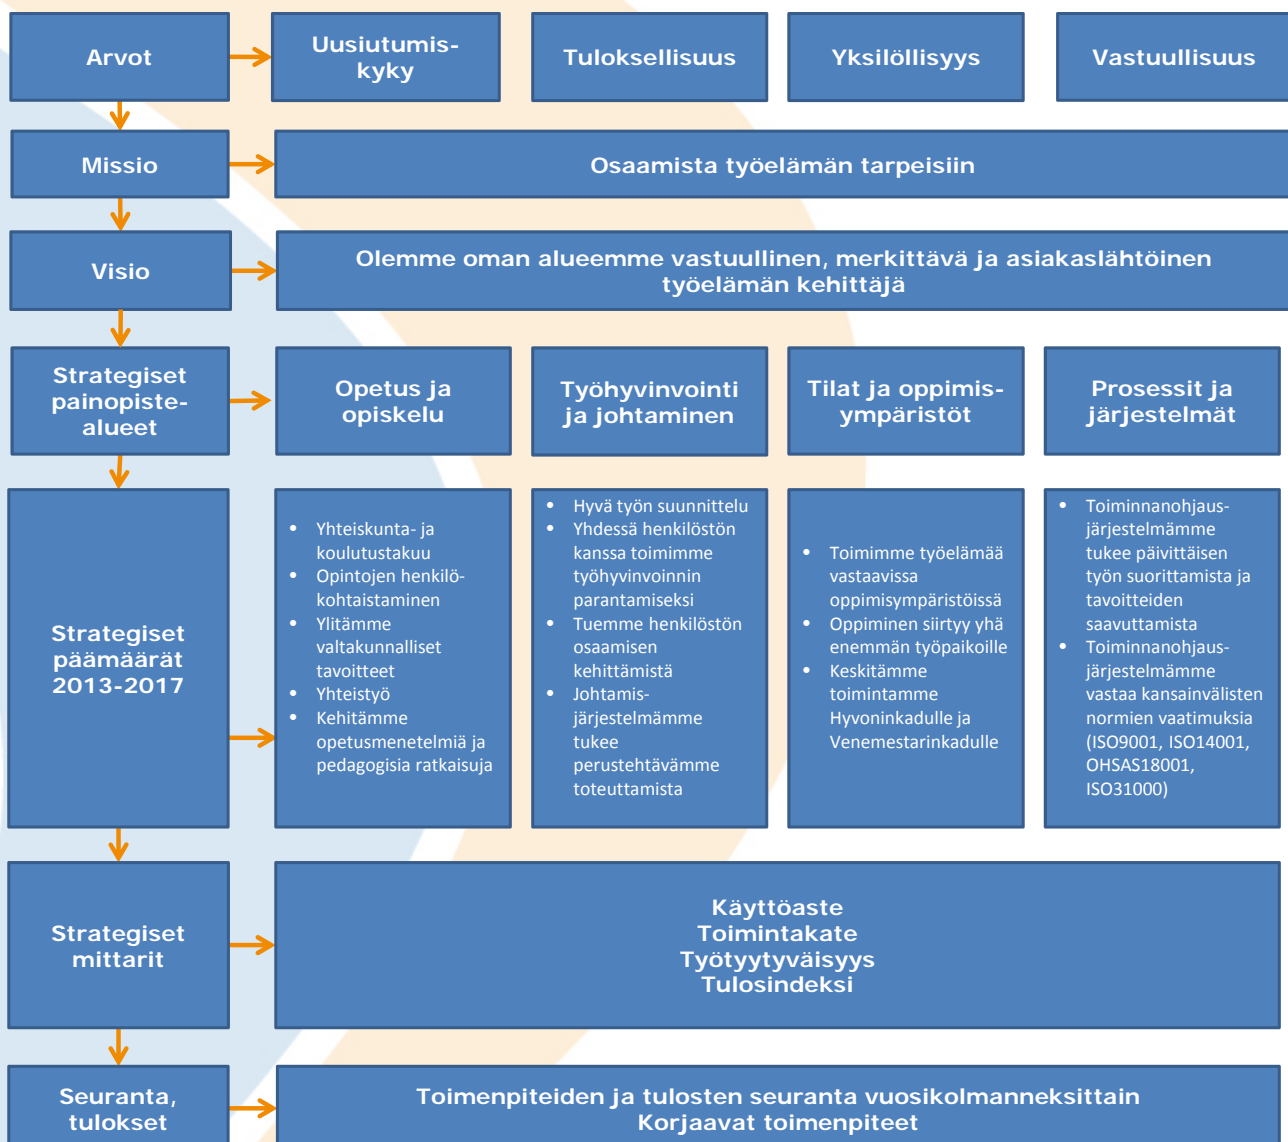 Arvot
Uusiutumis-
kyky
Tuloksellisuus
Yksilöllisyys
Vastuullisuus
Missio
Osaamista työelämän tarpeisiin
Visio
Olemme oman alueemme vastuullinen, merkittävä ja asiakaslähtöinen
työelämän kehittäjä
Strategiset
painopiste-
alueet
Opetus ja
opiskelu
Työhyvinvointi
ja johtaminen
Tilat ja oppimis-
ympäristöt
Prosessit ja
järjestelmät
Strategiset
päämäärät
2013-2017
• Yhteiskunta- ja
koulutustakuu
• Opintojen henkilö-
kohtaistaminen
• Ylitämme
valtakunnalliset
tavoitteet
• Yhteistyö
• Kehitämme
opetusmenetelmiä ja
pedagogisia ratkaisuja
• Hyvä työn suunnittelu
• Yhdessä henkilöstön
kanssa toimimme
työhyvinvoinnin
parantamiseksi
• Tuemme henkilöstön
osaamisen
kehittämistä
• Johtamis-
järjestelmämme
tukee
perustehtävämme
toteuttamista
• Toimimme työelämää
vastaavissa
oppimisympäristöissä
• Oppiminen siirtyy yhä
enemmän työpaikoille
• Keskitämme
toimintamme
Hyvoninkadulle ja
Venemestarinkadulle
• Toiminnanohjaus-
järjestelmämme
tukee päivittäisen
työn suorittamista ja
tavoitteiden
saavuttamista
• Toiminnanohjaus-
järjestelmämme
vastaa kansainvälisten
normien vaatimuksia
(ISO9001, ISO14001,
OHSAS18001,
ISO31000)
Strategiset
mittarit
Käyttöaste
Toimintakate
Työtyytyväisyys
Tulosindeksi
Seuranta,
tulokset
Toimenpiteiden ja tulosten seuranta vuosikolmanneksittain
Korjaavat toimenpiteet